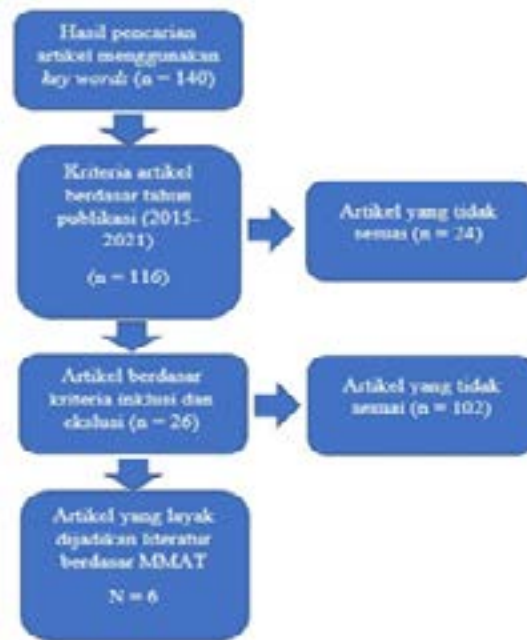 Hasil pencarian
artikel menggunakan
key words (n = 140)
Kriteria artikel
berdasar tahun
publikasi (2015-
2021)
(n = 116)
Artikel yang tidak
sesuai (n = 24)
Artikel berdasar
kriteria inklusi dan
ekslusi (n = 26)
Artikel yang tidak
sesuai (n = 102)
Artikel yang layak
dijadikan literatur
berdasar MMAT
N = 6